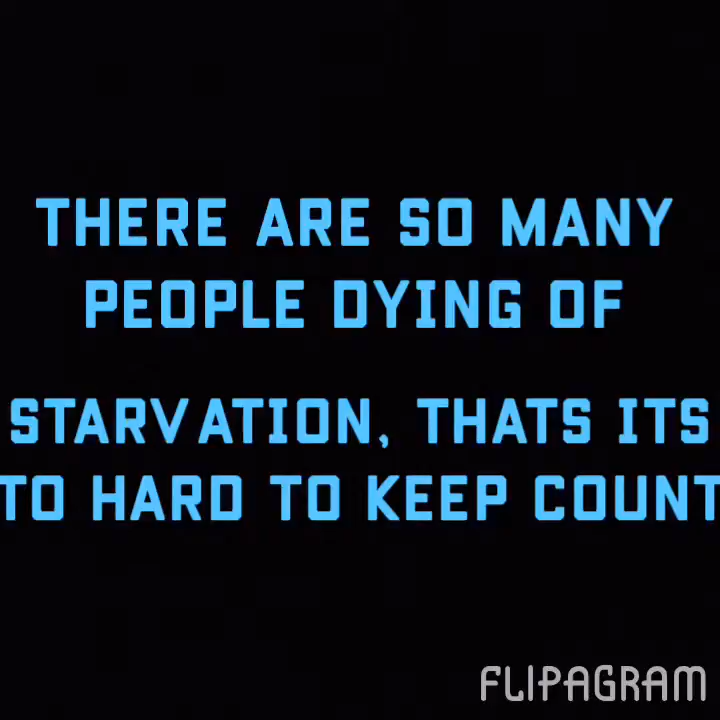 THERE ARE SO MANY
PEOPLE DYING OF
STARVATION, THATS ITS
TO HARD TO KEEP COUNT
FLIPAGRAM